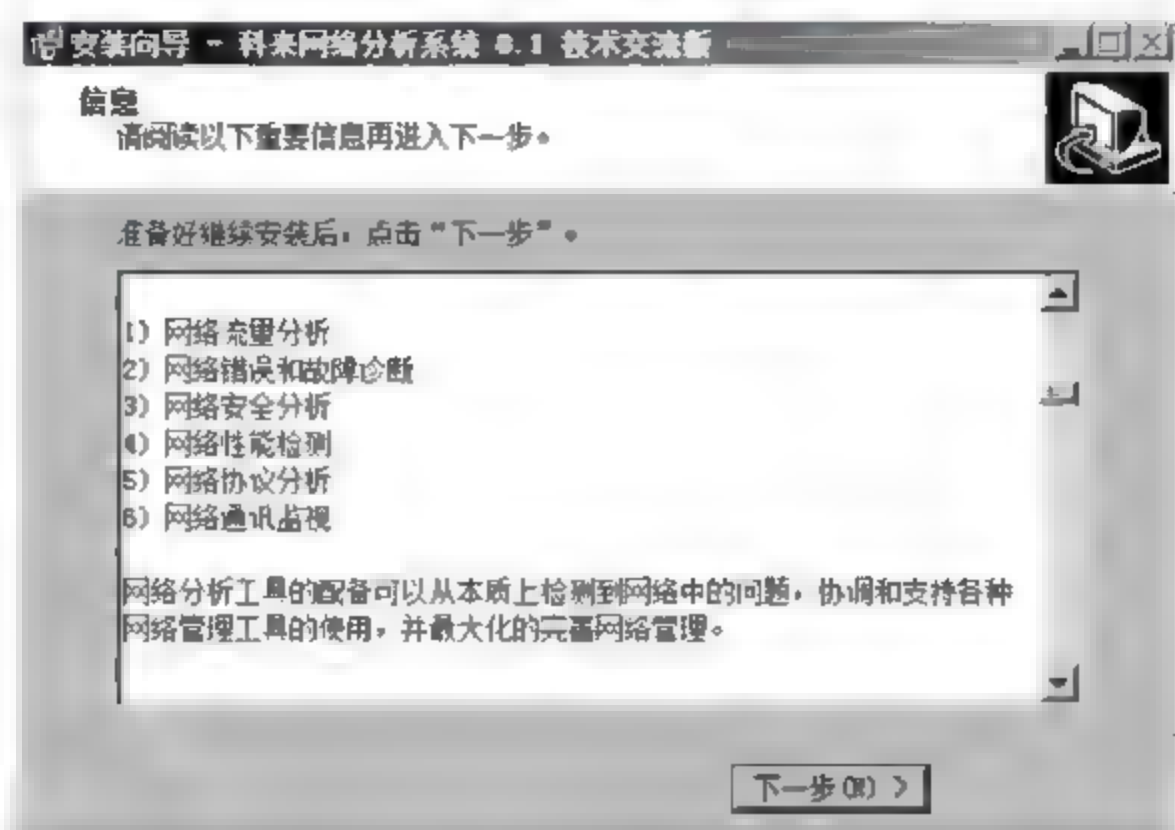 安装向导 - 科来网络分析系统 6.1 技术交流版
信息
请阅读以下重要信息再进入下一步。
准备好继续安装后，点击“下一步”。
1) 网络流量分析
2) 网络错误和故障诊断
3) 网络安全分析
4) 网络性能检测
5) 网络协议分析
6) 网络通讯监视
网络分析工具的配备可以从本质上检测到网络中的问题，协调和支持各种
网络管理工具的使用，并最大化的完善网络管理。
下一步(N) >